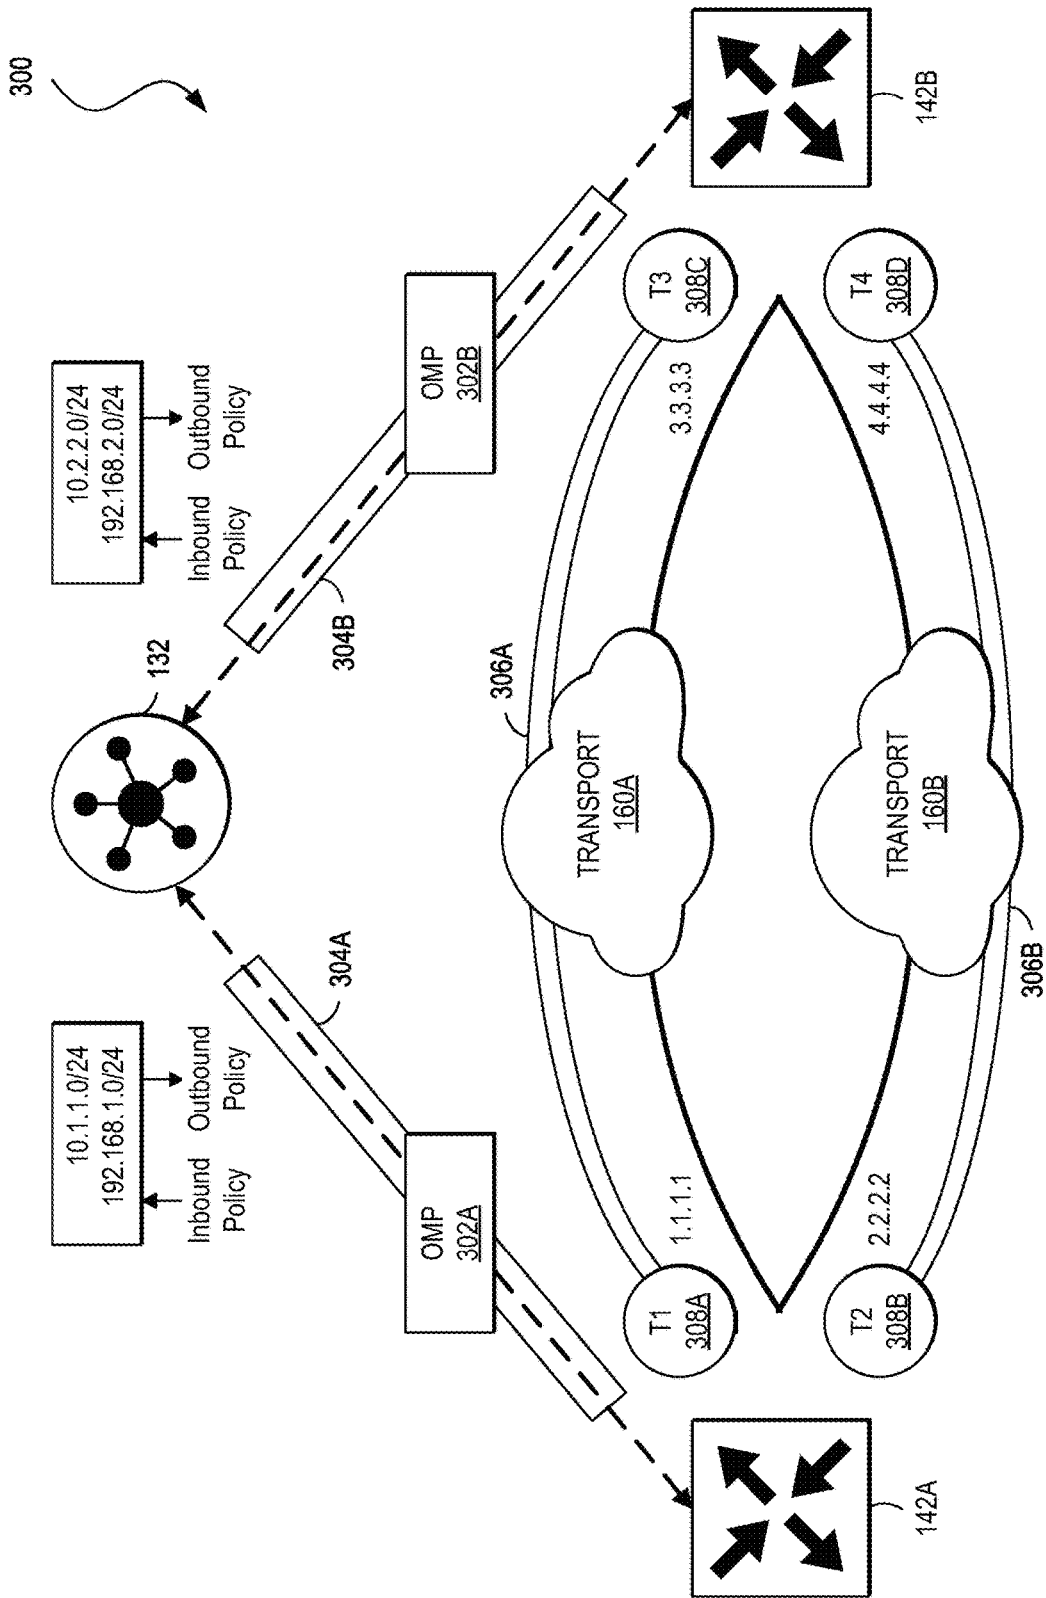 300
132
10.1.1.0/24
192.168.1.0/24
Inbound
Policy
Outbound
Policy
10.2.2.0/24
192.168.2.0/24
Inbound
Policy
Outbound
Policy
304A
304B
OMP
302A
OMP
302B
306A
T1
308A
1.1.1.1
TRANSPORT
160A
3.3.3.3
T3
308C
T2
308B
2.2.2.2
TRANSPORT
160B
4.4.4.4
T4
308D
142A
142B
306B